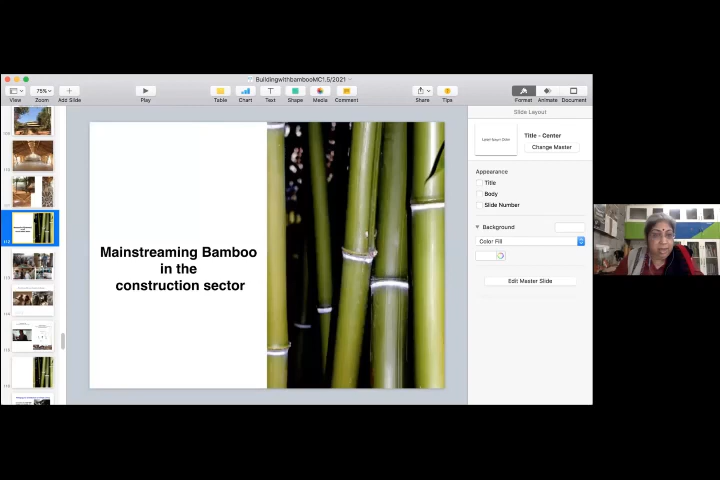 BuildingwithbambooMC1.5/2021
75%
View
Zoom
Add Slide
Play
Table
Chart
Text
Shape
Media
Comment
Share
Tips
Format
Animate
Document
Slide Layout
Title - Center
Change Master
Appearance
Title
Body
Slide Number
Background
Color Fill
Edit Master Slide
Mainstreaming Bamboo
in the
construction sector